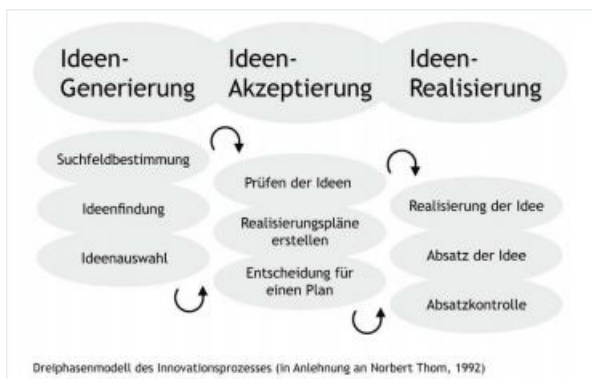 Ideen-
Generierung
Ideen-
Akzeptierung
Ideen-
Realisierung
Suchfeldbestimmung
Ideenfindung
Ideenauswahl
Prüfen der Ideen
Realisierungspläne
erstellen
Entscheidung für
einen Plan
Realisierung der Idee
Absatz der Idee
Absatzkontrolle
Dreiphasenmodell des Innovationsprozesses (in Anlehnung an Norbert Thom, 1992)